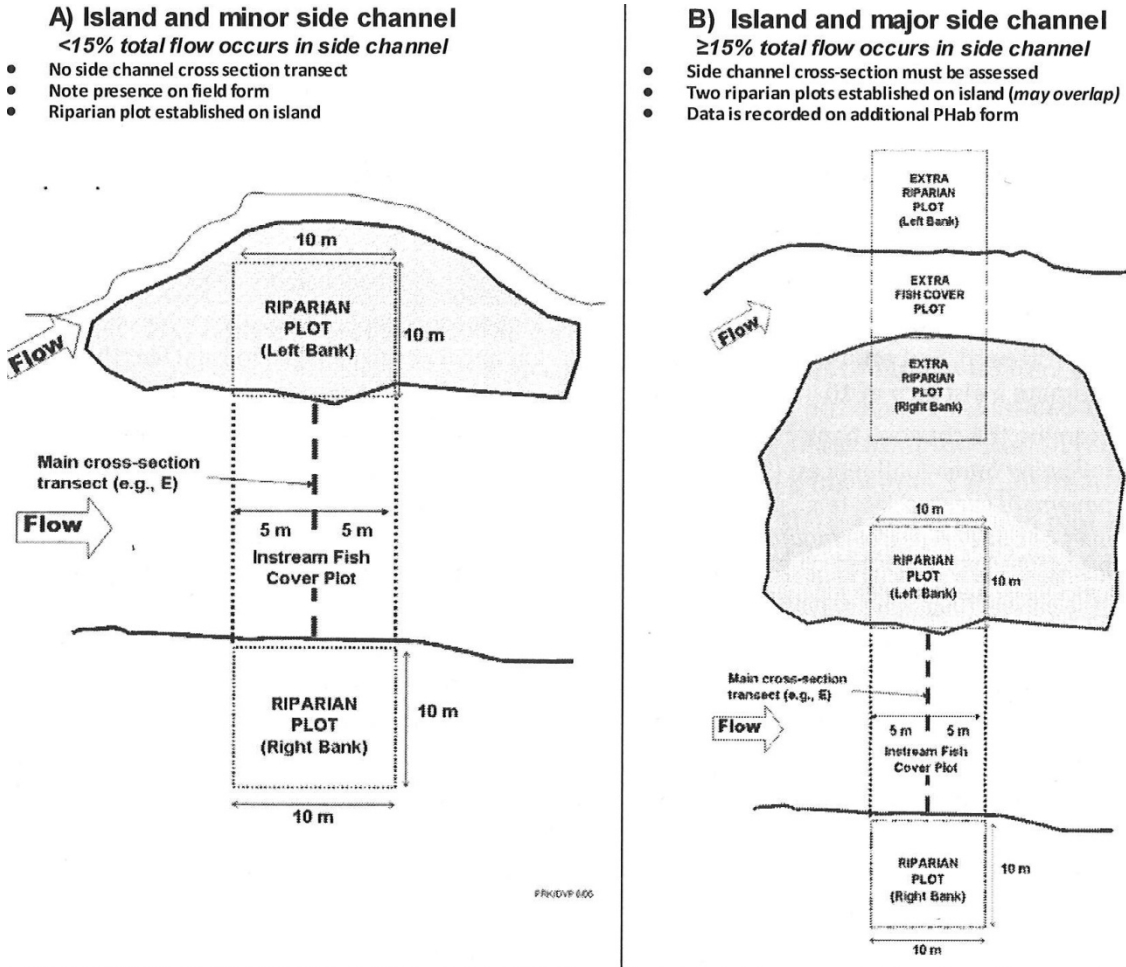 A) Island and minor side channel
<15% total flow occurs in side channel
● No side channel cross section transect
● Note presence on field form
● Riparian plot established on island
10 m
RIPARIAN
PLOT
(Left Bank)
10 m
Flow
Main cross-section
transect (e.g., E)
Flow
5 m 5 m
Instream Fish
Cover Plot
RIPARIAN
PLOT
(Right Bank)
10 m
10 m
PRK/DVP 6/06
B) Island and major side channel
≥15% total flow occurs in side channel
● Side channel cross-section must be assessed
● Two riparian plots established on island (may overlap)
● Data is recorded on additional PHab form
EXTRA
RIPARIAN
PLOT
(Left Bank)
EXTRA
FISH COVER
PLOT
Flow
EXTRA
RIPARIAN
PLOT
(Right Bank)
10 m
RIPARIAN
PLOT
(Left Bank)
10 m
Main cross-section
transect (e.g., E)
Flow
5 m 5 m
Instream Fish
Cover Plot
RIPARIAN
PLOT
(Right Bank)
10 m
10 m